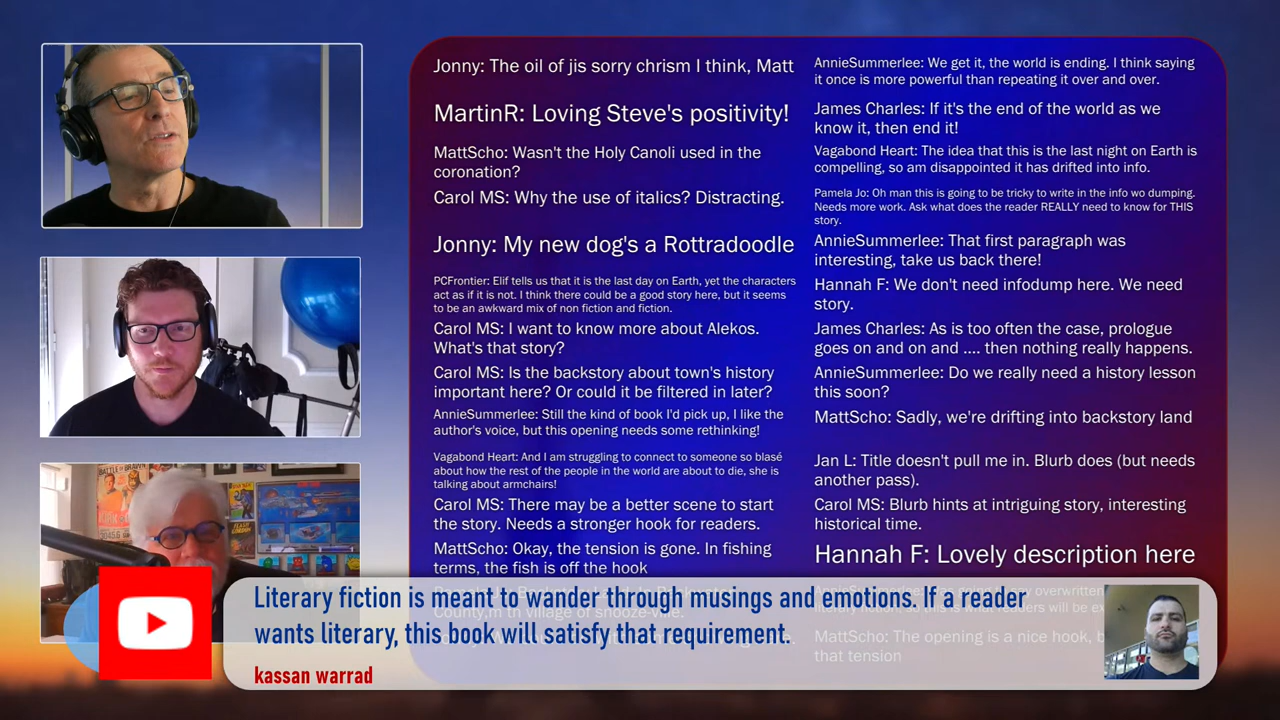 Jonny: The oil of jis sorry chrism I think, Matt
MartinR: Loving Steve's positivity!
MattScho: Wasn't the Holy Canoli used in the
coronation?
Carol MS: Why the use of italics? Distracting.
Jonny: My new dog's a Rottradoodle
PCFrontier: Elif tells us that it is the last day on Earth, yet the characters
act as if it is not. I think there could be a good story here, but it seems
to be an awkward mix of non fiction and fiction.
Carol MS: I want to know more about Alekos.
What's that story?
Carol MS: Is the backstory about town's history
important here? Or could it be filtered in later?
AnnieSummerlee: Still the kind of book I'd pick up, I like the
author's voice, but this opening needs some rethinking!
Vagabond Heart: And I am struggling to connect to someone so blasé
about how the rest of the people in the world are about to die, she is
talking about armchairs!
Carol MS: There may be a better scene to start
the story. Needs a stronger hook for readers.
MattScho: Okay, the tension is gone. In fishing
terms, the fish is off the hook
AnnieSummerlee: We get it, the world is ending. I think saying
it once is more powerful than repeating it over and over.
James Charles: If it's the end of the world as we
know it, then end it!
Vagabond Heart: The idea that this is the last night on Earth is
compelling, so am disappointed it has drifted into info.
Pamela Jo: Oh man this is going to be tricky to write in the info wo dumping.
Needs more work. Ask what does the reader REALLY need to know for THIS
story.
AnnieSummerlee: That first paragraph was
interesting, take us back there!
Hannah F: We don't need infodump here. We need
story.
James Charles: As is too often the case, prologue
goes on and on and .... then nothing really happens.
AnnieSummerlee: Do we really need a history lesson
this soon?
MattScho: Sadly, we're drifting into backstory land
Jan L: Title doesn't pull me in. Blurb does (but needs
another pass).
Carol MS: Blurb hints at intriguing story, interesting
historical time.
Hannah F: Lovely description here
MattScho: The opening is a nice hook,
that tension
Literary fiction is meant to wander through musings and emotions. If a reader
wants literary, this book will satisfy that requirement.
kassan warrad